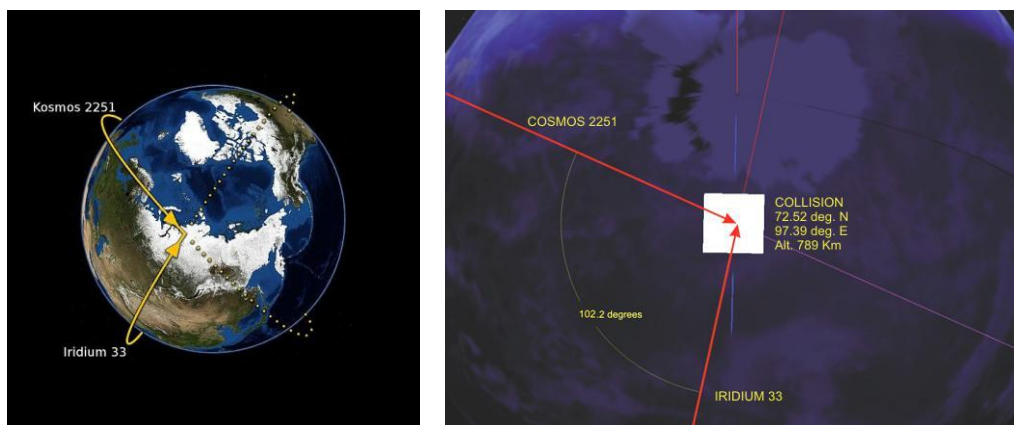 Kosmos 2251
Iridium 33
COSMOS 2251
COLLISION
72.52 deg. N
97.39 deg. E
Alt. 789 Km
102.2 degrees
IRIDIUM 33